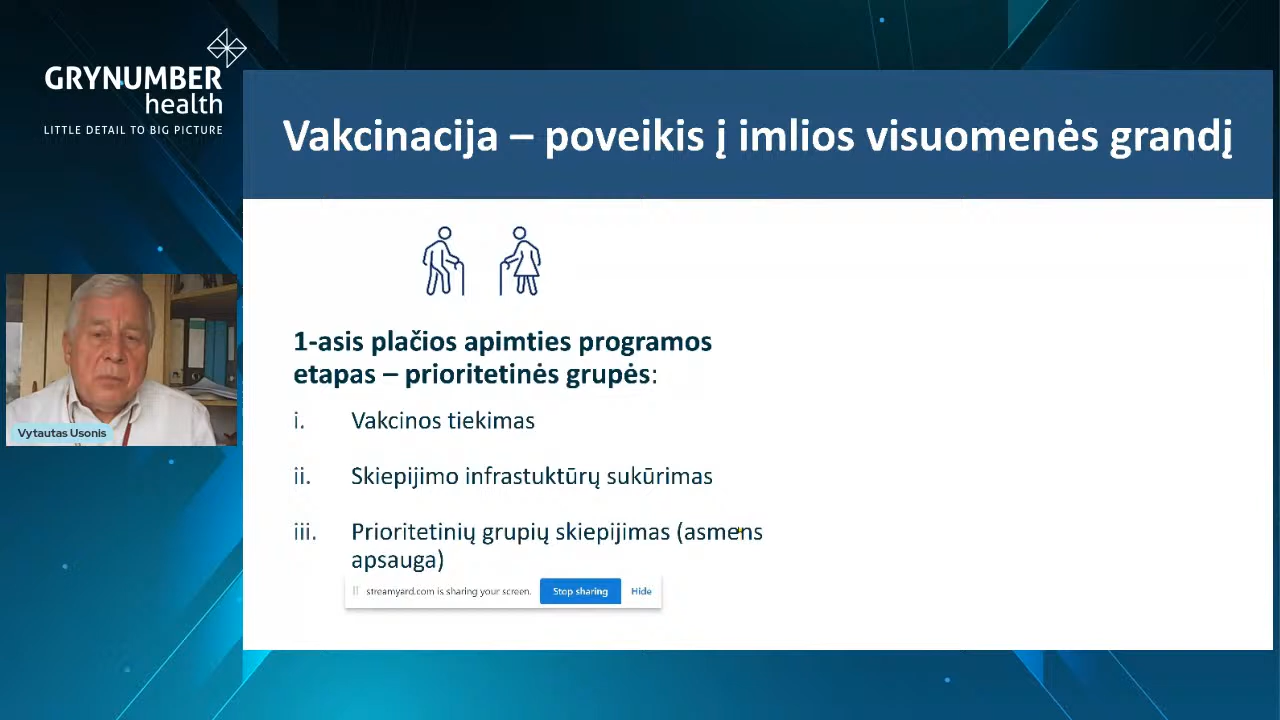 GRYNUMBER
health
LITTLE DETAIL TO BIG PICTURE
Vakcinacija – poveikis į imlios visuomenės grandį
1-asis plačios apimties programos
etapas – prioritetinės grupės:
i. Vakcinos tiekimas
ii. Skiepijimo infrastuktūrų sukūrimas
iii. Prioritetinių grupių skiepijimas (asmens
apsauga)
streamyard.com is sharing your screen. Stop sharing Hide
Vytautas Usonis